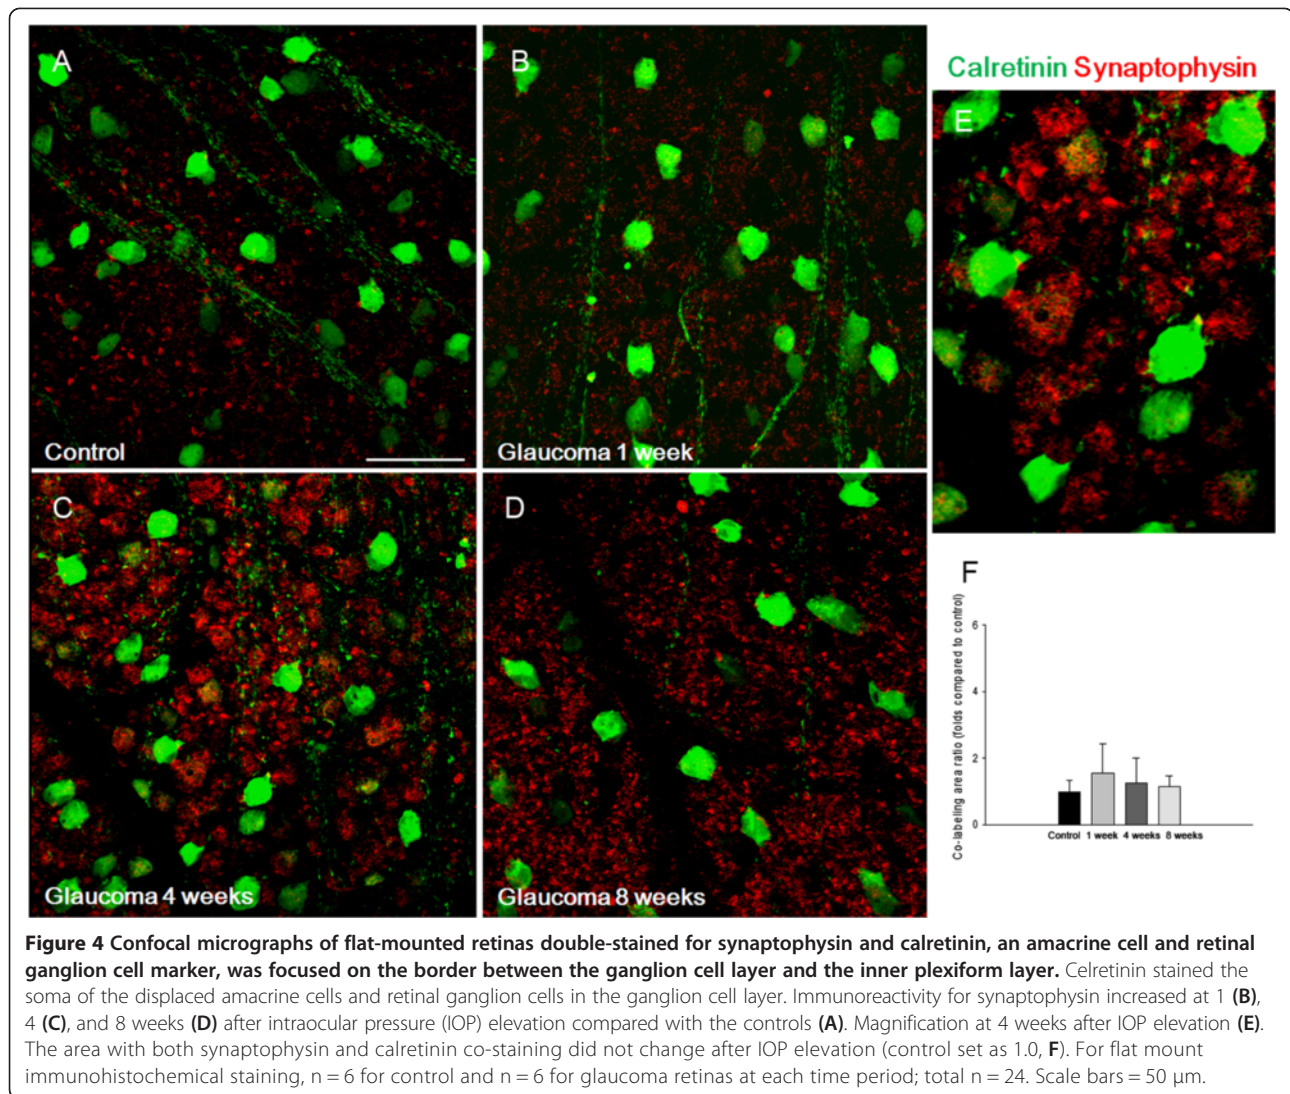 A
B
Calretinin Synaptophysin
E
Control
Glaucoma 1 week
C
D
F
Co-labeling area ratio (folds compared to control)
6
4
2
0
Control 1 week 4 weeks 8 weeks
Glaucoma 4 weeks
Glaucoma 8 weeks
Figure 4 Confocal micrographs of flat-mounted retinas double-stained for synaptophysin and calretinin, an amacrine cell and retinal
ganglion cell marker, was focused on the border between the ganglion cell layer and the inner plexiform layer. Celretinin stained the
soma of the displaced amacrine cells and retinal ganglion cells in the ganglion cell layer. Immunoreactivity for synaptophysin increased at 1 (B),
4 (C), and 8 weeks (D) after intraocular pressure (IOP) elevation compared with the controls (A). Magnification at 4 weeks after IOP elevation (E).
The area with both synaptophysin and calretinin co-staining did not change after IOP elevation (control set as 1.0, F). For flat mount
immunohistochemical staining, n = 6 for control and n = 6 for glaucoma retinas at each time period; total n = 24. Scale bars = 50 μm.